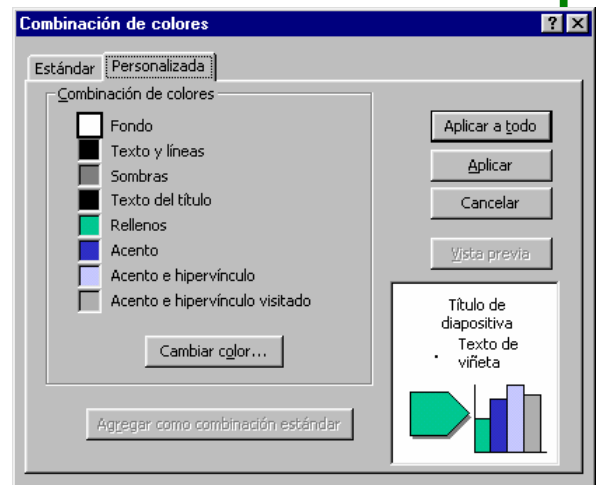 Combinación de colores
Estándar Personalizada
Combinación de colores
Fondo
Texto y líneas
Sombras
Texto del título
Rellenos
Acento
Acento e hipervínculo
Acento e hipervínculo visitado
Cambiar color...
Agregar como combinación estándar
Aplicar a todo
Aplicar
Cancelar
Vista previa
Título de
diapositiva
· Texto de
viñeta